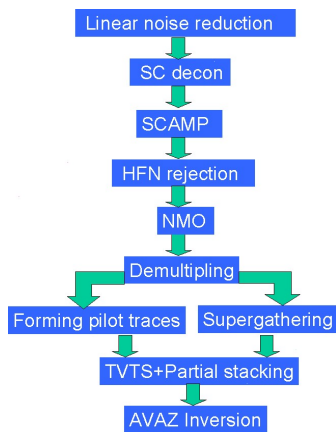 Linear noise reduction
SC decon
SCAMP
HFN rejection
NMO
Demultipling
Forming pilot traces
Supergathering
TVTS+Partial stacking
AVAZ Inversion